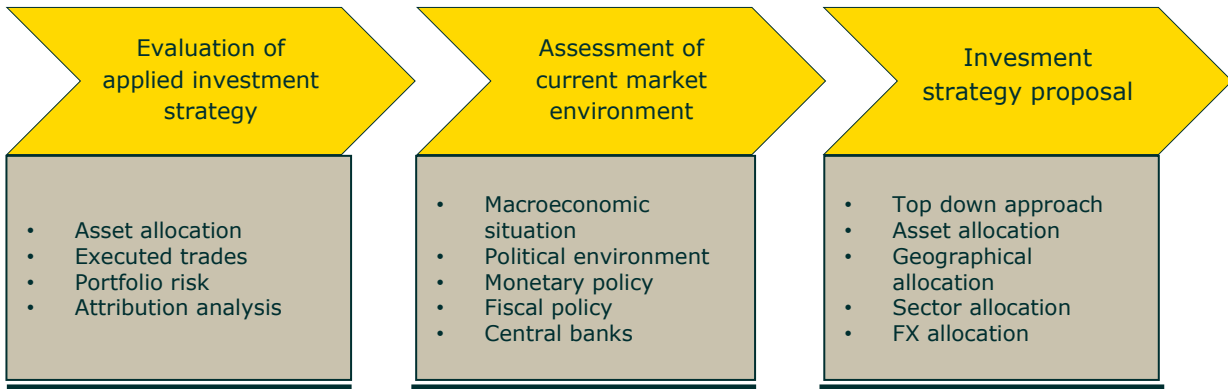 Evaluation of
applied investment
strategy
Assessment of
current market
environment
Invesment
strategy proposal
• Asset allocation
• Executed trades
• Portfolio risk
• Attribution analysis
• Macroeconomic
situation
• Political environment
• Monetary policy
• Fiscal policy
• Central banks
• Top down approach
• Asset allocation
• Geographical
allocation
• Sector allocation
• FX allocation